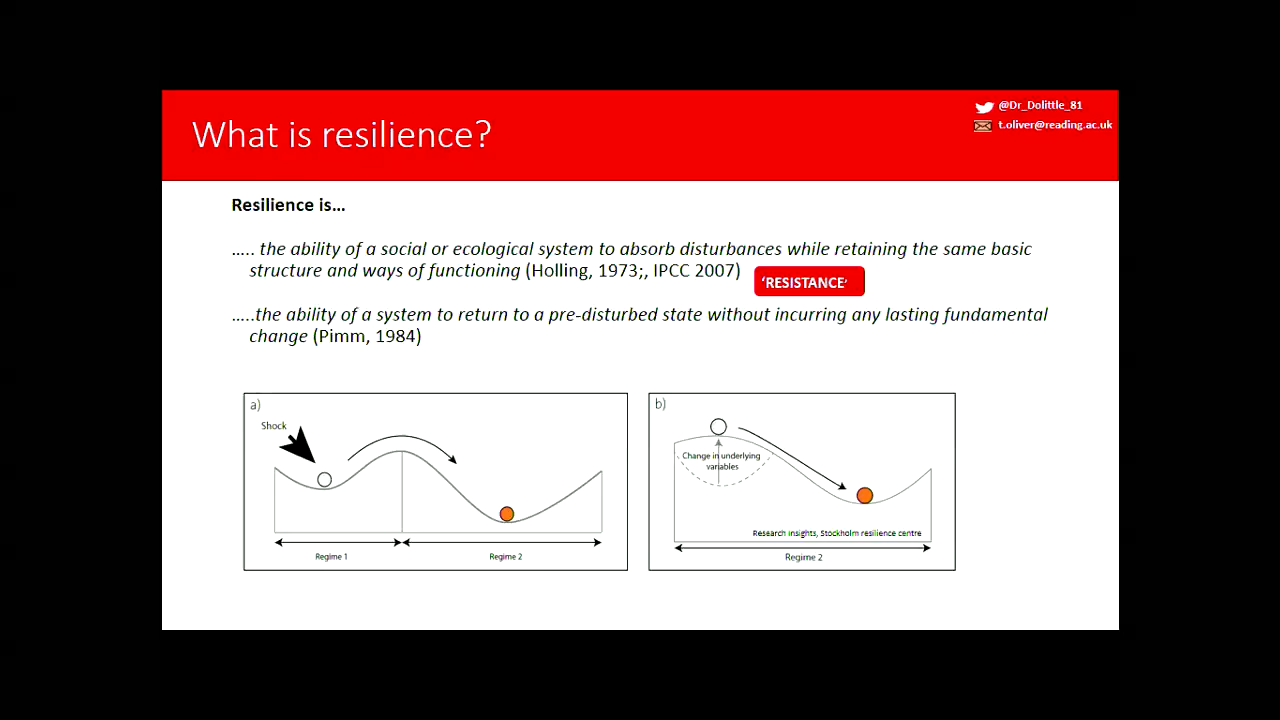 What is resilience?
@Dr_Dolittle_81
t.oliver@reading.ac.uk
Resilience is...
..... the ability of a social or ecological system to absorb disturbances while retaining the same basic
structure and ways of functioning (Holling, 1973;, IPCC 2007)
‘RESISTANCE’
.....the ability of a system to return to a pre-disturbed state without incurring any lasting fundamental
change (Pimm, 1984)
a)
Shock
Regime 1
Regime 2
b)
Change in underlying
variables
Research insights, Stockholm resilience centre
Regime 2